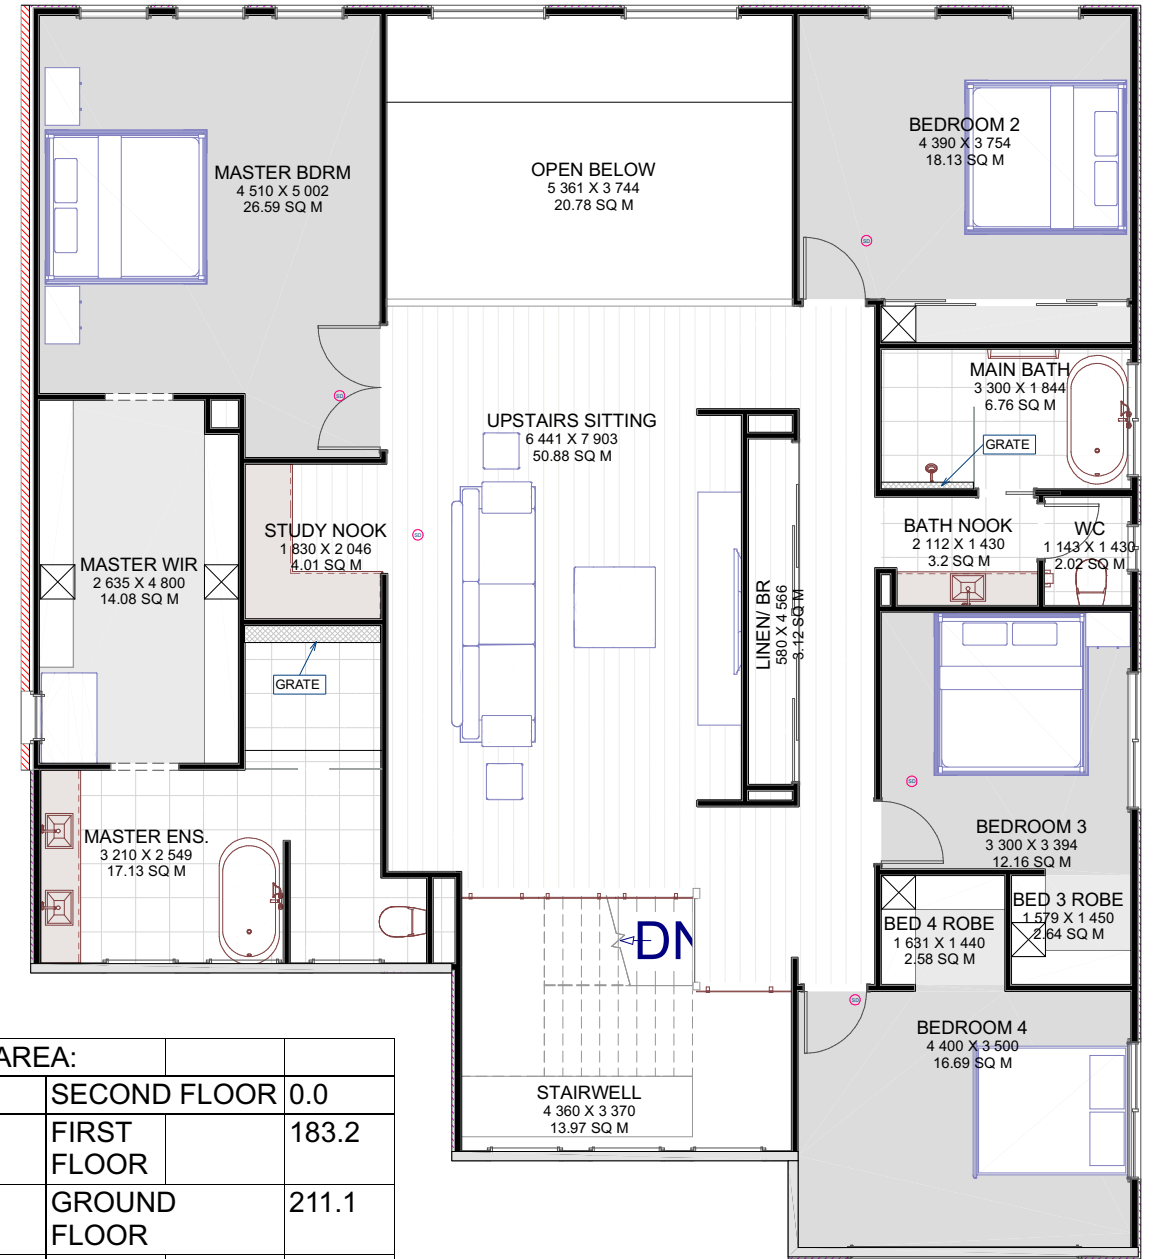 MASTER BDRM
4 510 X 5 002
26.59 SQ M
OPEN BELOW
5 361 X 3 744
20.78 SQ M
BEDROOM 2
4 390 X 3 754
18.13 SQ M
SD
MAIN BATH
3 300 X 1 844
6.76 SQ M
GRATE
SD
UPSTAIRS SITTING
6 441 X 7 903
50.88 SQ M
STUDY NOOK
1 830 X 2 046
4.01 SQ M
SD
BATH NOOK
2 112 X 1 430
3.2 SQ M
WC
1 143 X 1 430
2.02 SQ M
MASTER WIR
2 635 X 4 800
14.08 SQ M
LINEN/ BR
580 X 4 566
3.12 SQ M
GRATE
SD
MASTER ENS.
3 210 X 2 549
17.13 SQ M
BEDROOM 3
3 300 X 3 394
12.16 SQ M
BED 3 ROBE
1 579 X 1 450
2.64 SQ M
BED 4 ROBE
1 631 X 1 440
2.58 SQ M
DN
SD
BEDROOM 4
4 400 X 3 500
16.69 SQ M
STAIRWELL
4 360 X 3 370
13.97 SQ M
AREA:
SECOND FLOOR 0.0
FIRST
FLOOR 183.2
GROUND
FLOOR 211.1